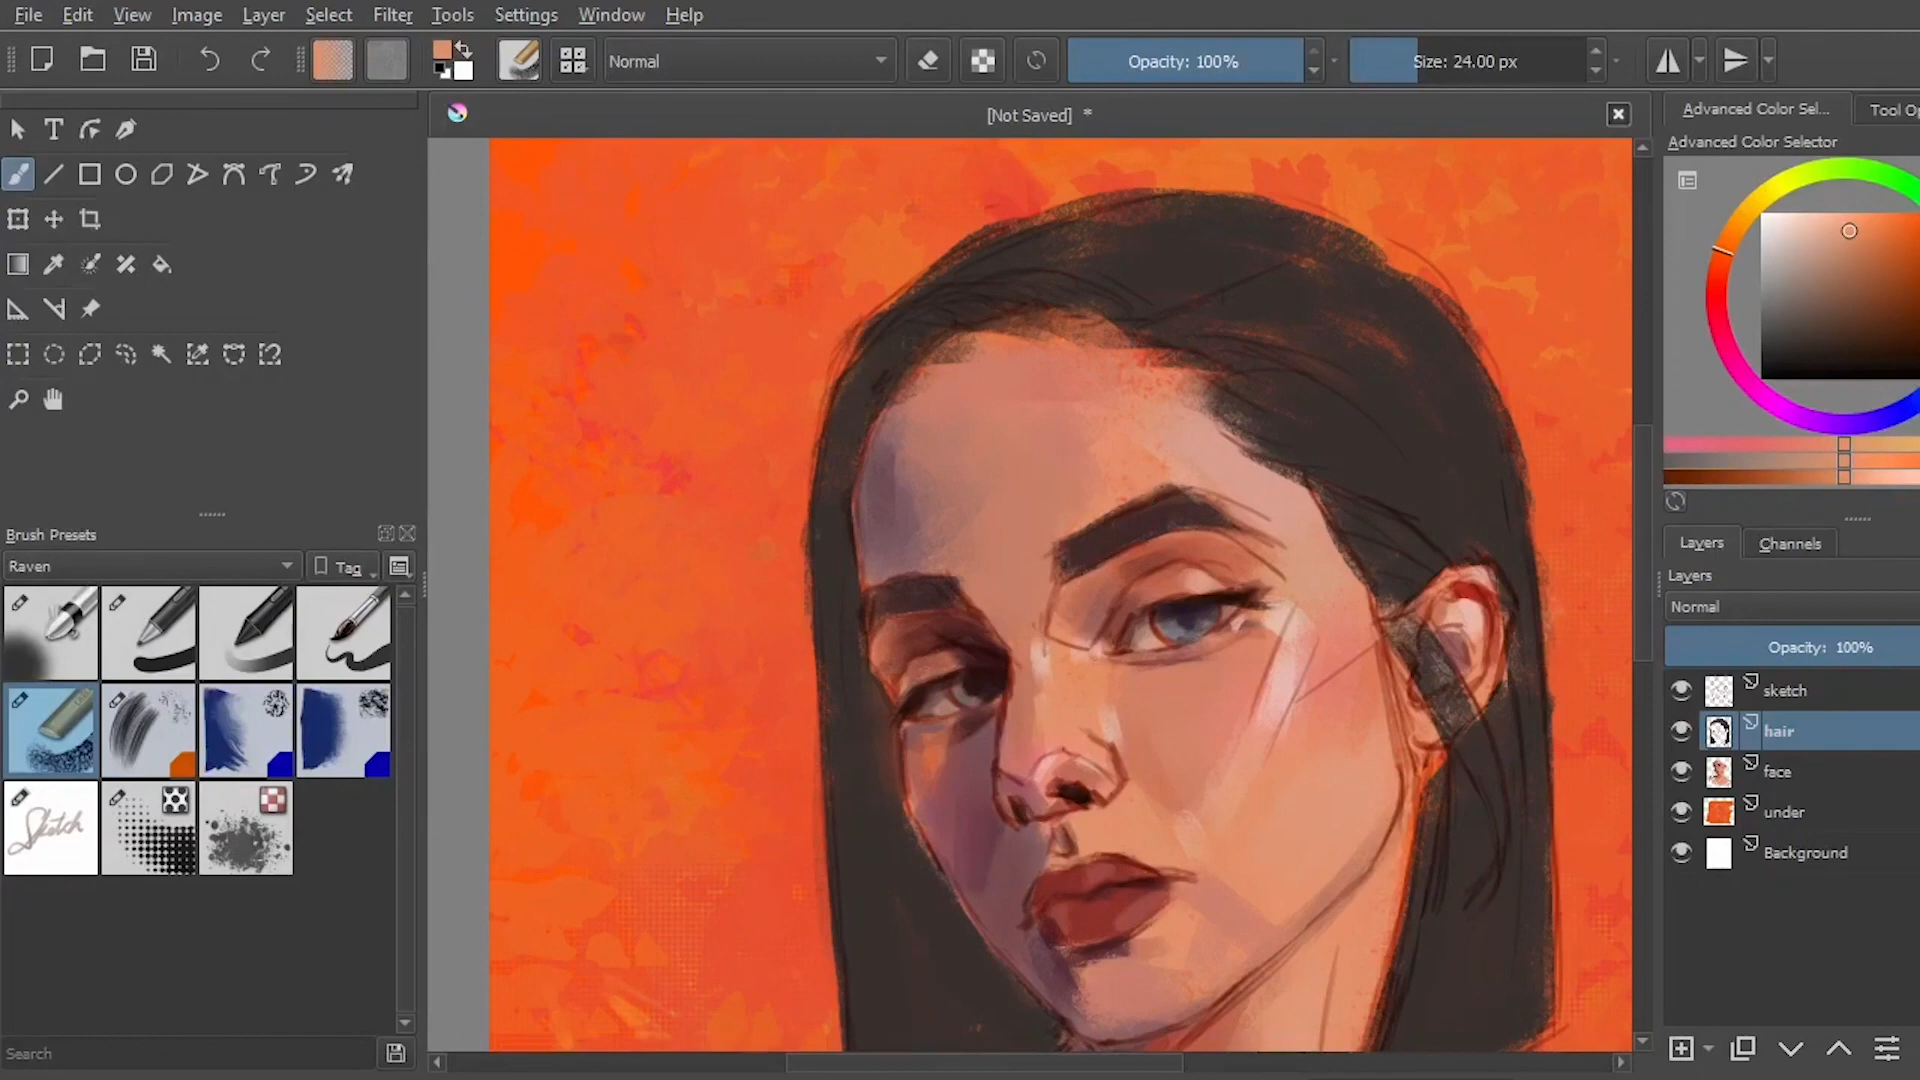 File Edit View Image Layer Select Filter Tools Settings Window Help
Normal
Opacity: 100%
Size: 24.00 px
[Not Saved] *
Advanced Color Sel...
Tool Op
Advanced Color Selector
Brush Presets
Raven
Tag
Sketch
Search
Layers
Channels
Layers
Normal
Opacity: 100%
sketch
hair
face
under
Background